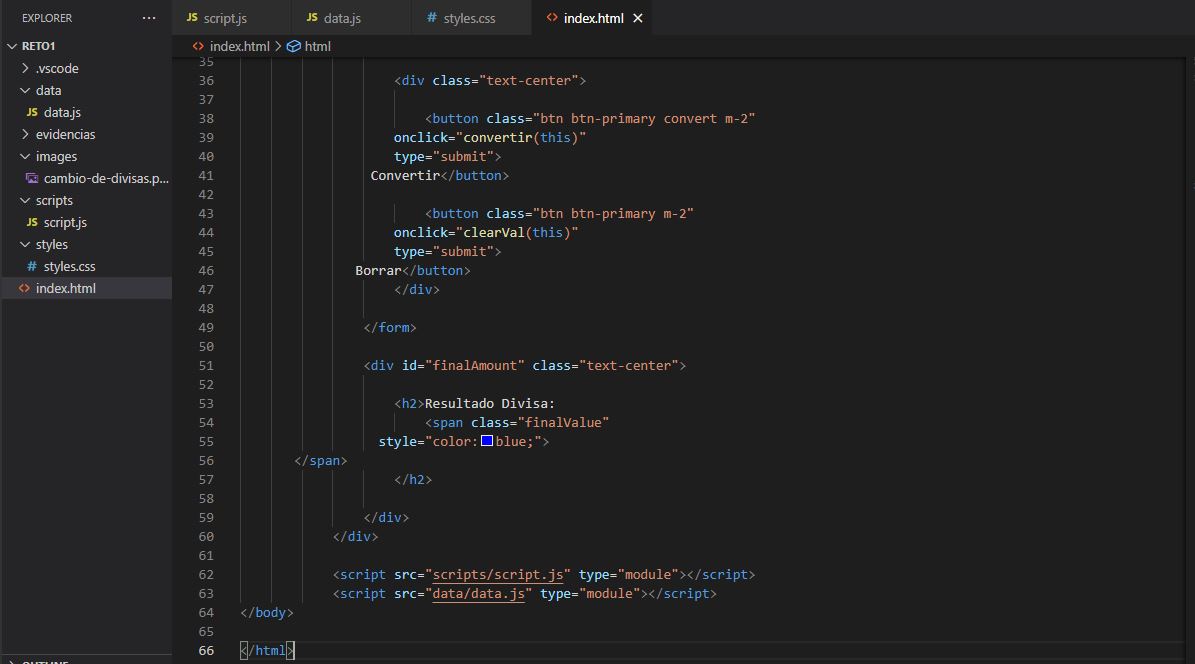 EXPLORER ...
RETO1
.vscode
data
JS data.js
evidencias
images
cambio-de-divisas.p...
scripts
JS script.js
styles
# styles.css
<> index.html
OUTLINE
JS script.js
JS data.js
# styles.css
<> index.html ×
<> index.html > html
35
36 <div class="text-center">
37
38 <button class="btn btn-primary convert m-2"
39 onclick="convertir(this)"
40 type="submit">
41 Convertir</button>
42
43 <button class="btn btn-primary m-2"
44 onclick="clearVal(this)"
45 type="submit">
46 Borrar</button>
47 </div>
48
49 </form>
50
51 <div id="finalAmount" class="text-center">
52
53 <h2>Resultado Divisa:
54 <span class="finalValue"
55 style="color:blue;">
56 </span>
57 </h2>
58
59 </div>
60 </div>
61
62 <script src="scripts/script.js" type="module"></script>
63 <script src="data/data.js" type="module"></script>
64 </body>
65
66 </html>